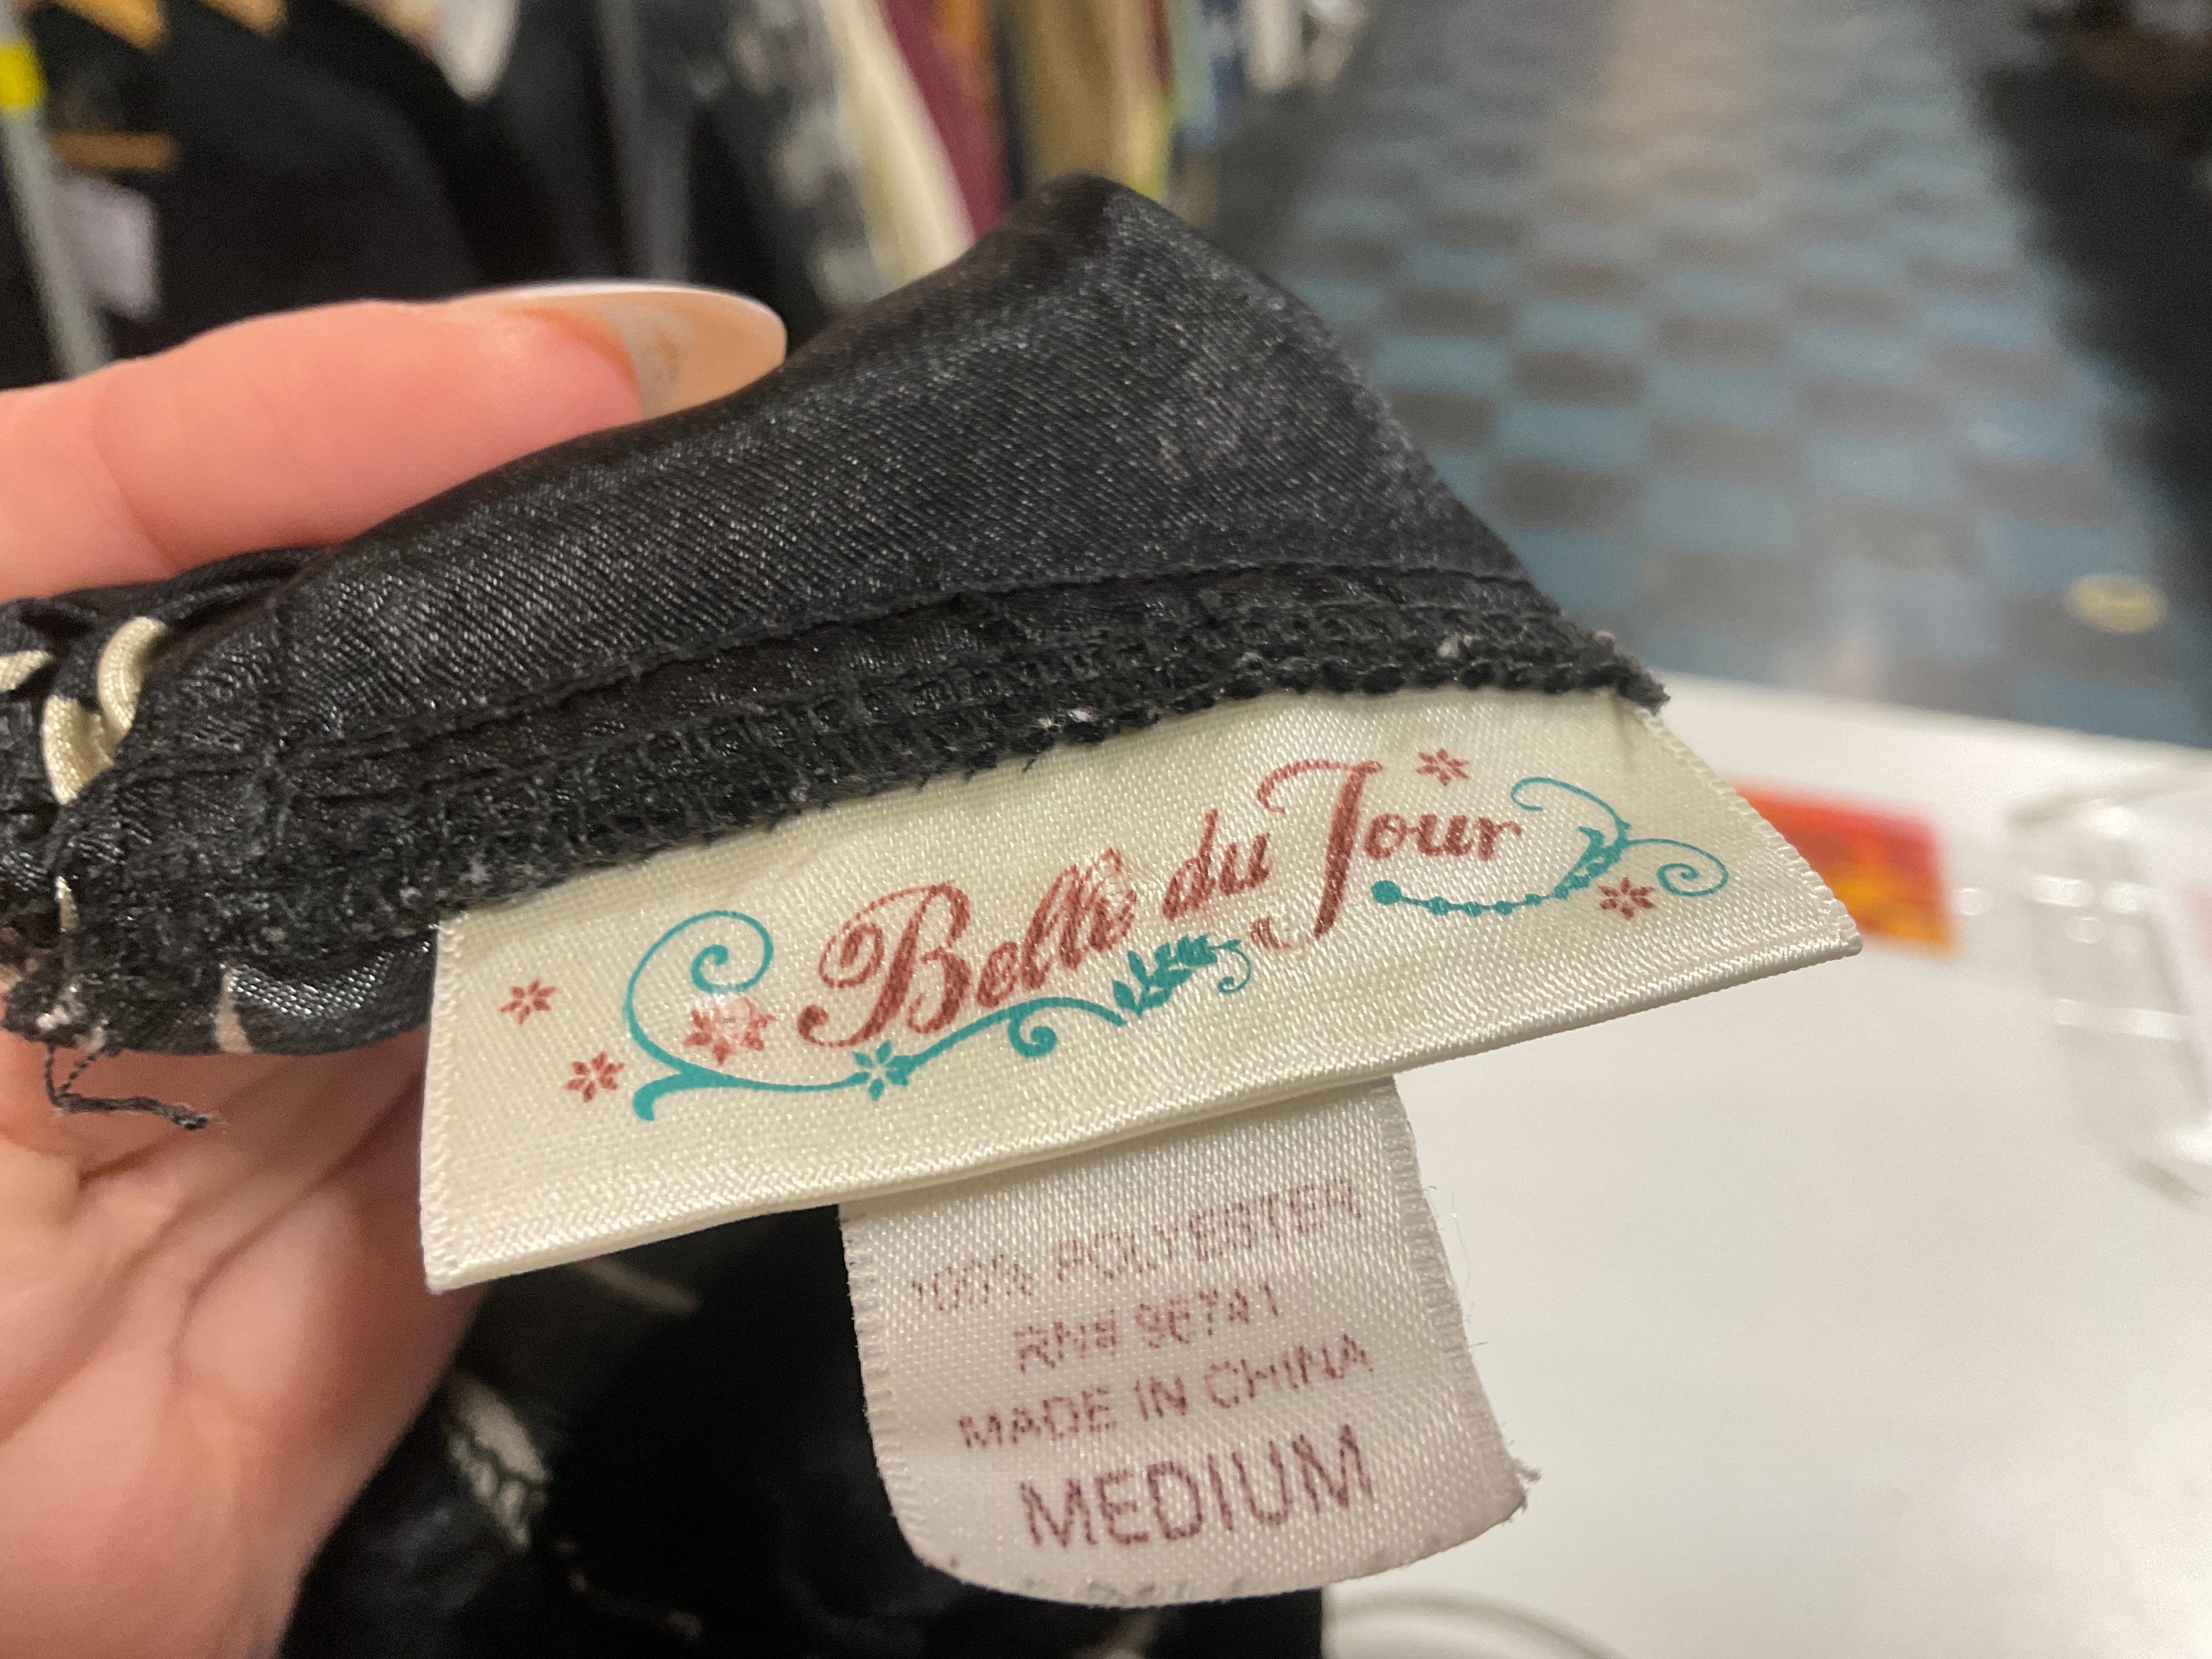 Belle du Jour
100% POLYESTER
RN# 96741
MADE IN CHINA
MEDIUM